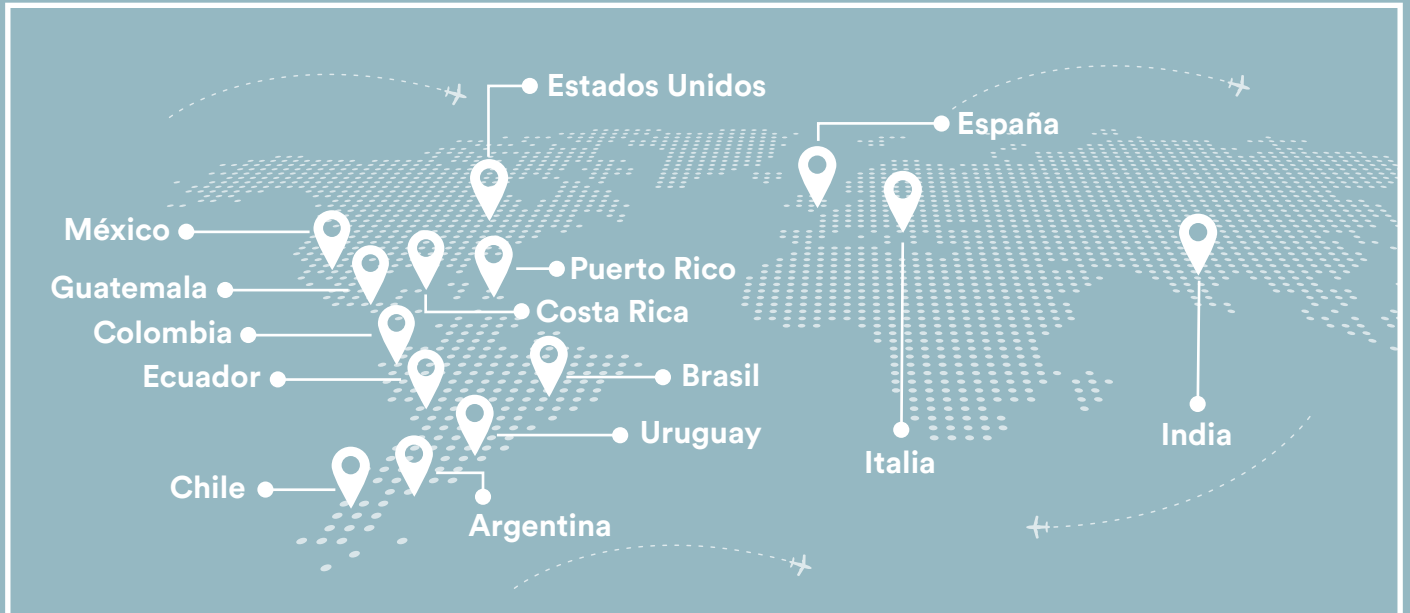 Estados Unidos
España
México
Puerto Rico
Guatemala
Costa Rica
Colombia
Ecuador
Brasil
Uruguay
India
Italia
Chile
Argentina